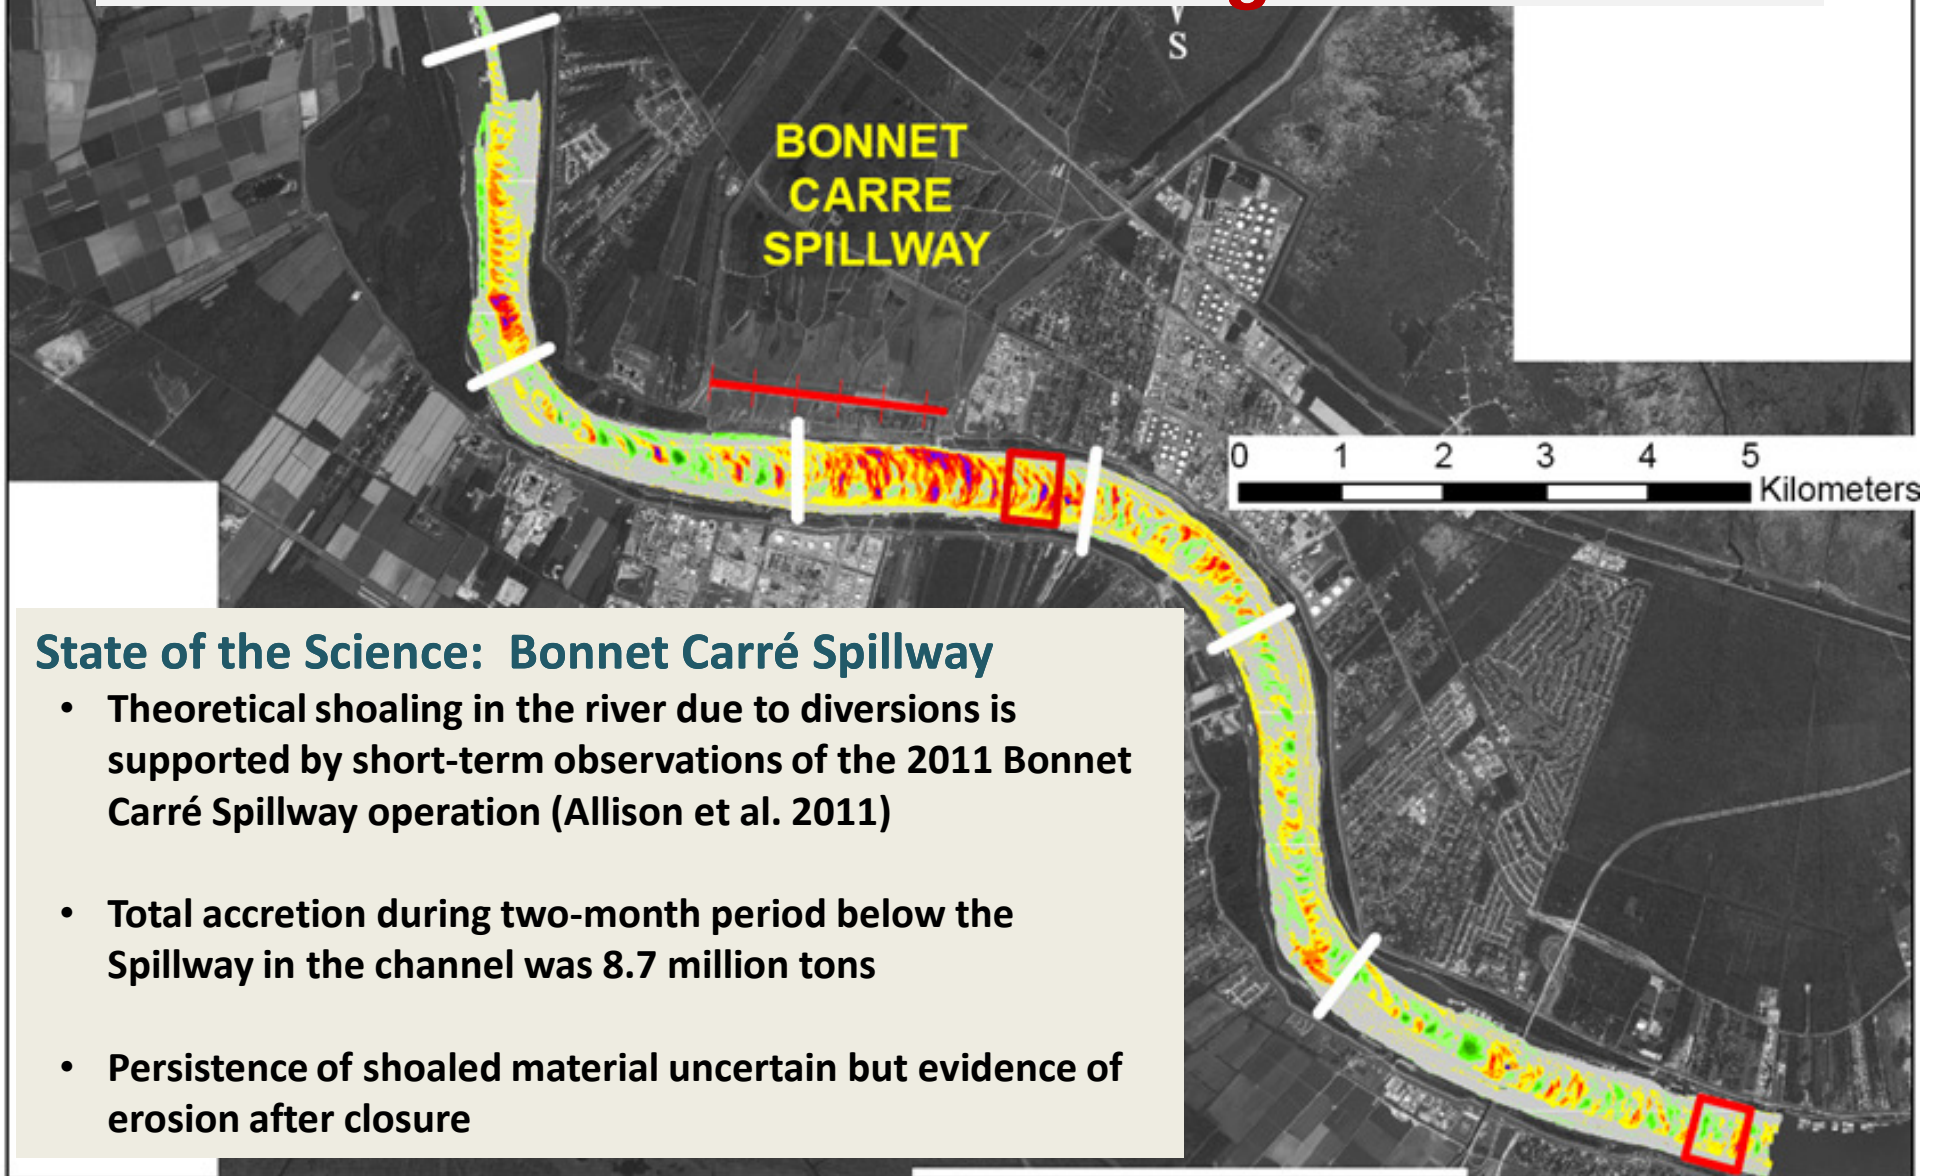 S
BONNET
CARRE
SPILLWAY
0 1 2 3 4 5
Kilometers
State of the Science: Bonnet Carré Spillway
• Theoretical shoaling in the river due to diversions is
supported by short-term observations of the 2011 Bonnet
Carré Spillway operation (Allison et al. 2011)
• Total accretion during two-month period below the
Spillway in the channel was 8.7 million tons
• Persistence of shoaled material uncertain but evidence of
erosion after closure